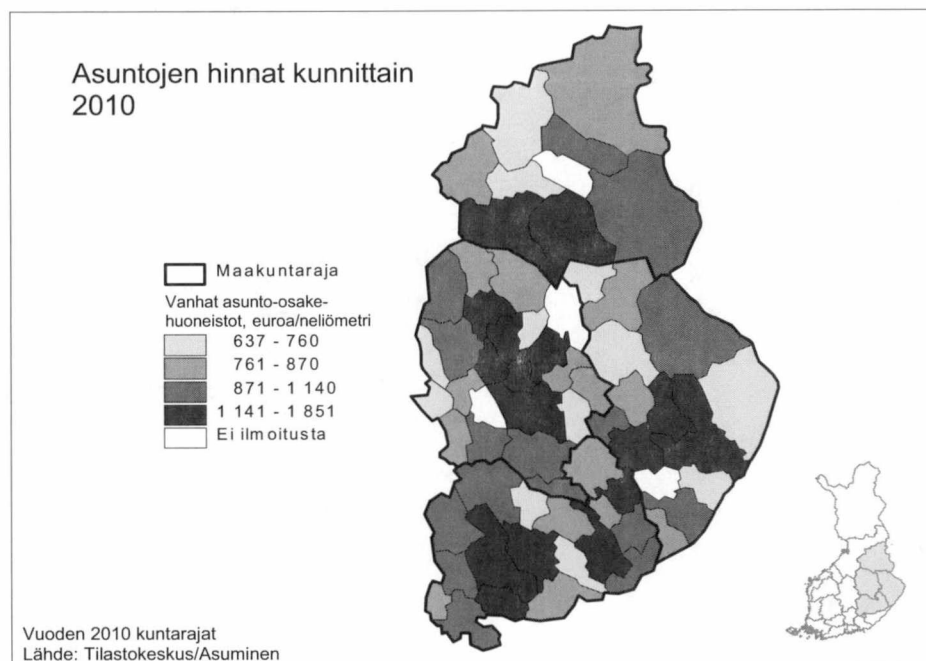 Asuntojen hinnat kunnittain
2010
Maakuntaraja
Vanhat asunto-osake-
huoneistot, euroa/neliömetri
637 - 760
761 - 870
871 - 1 140
1 141 - 1 851
Ei ilmoitusta
Vuoden 2010 kuntarajat
Lähde: Tilastokeskus/Asuminen